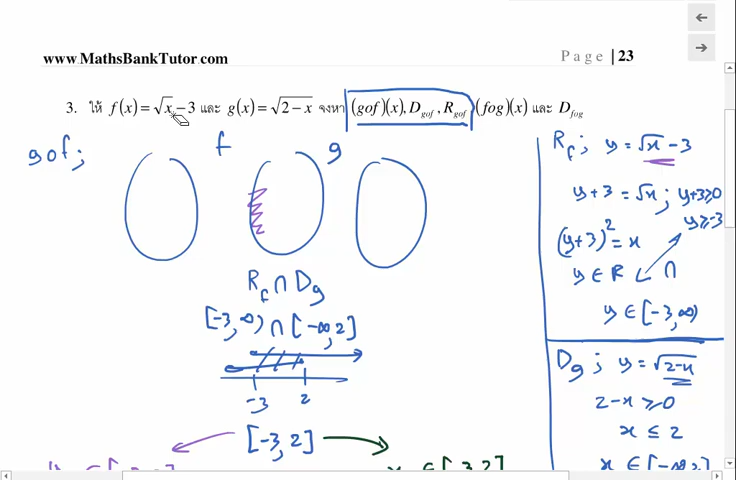 www.MathsBankTutor.com Page | 23
3. ให้ f(x) = √x − 3 และ g(x) = √(2 − x) จงหา (gof)(x), D_gof, R_gof, (fog)(x) และ D_fog
gof; f g
R_f ∩ D_g
[-3, ∞) ∩ [-∞, 2]
-3 2
[-3, 2]
R_f; y = √x - 3
y+3 = √x; y+3 ≥ 0
y ≥ -3
(y+3)² = x
y ∈ R ∩
y ∈ [-3, ∞)
D_g; y = √(2-x)
2-x ≥ 0
x ≤ 2